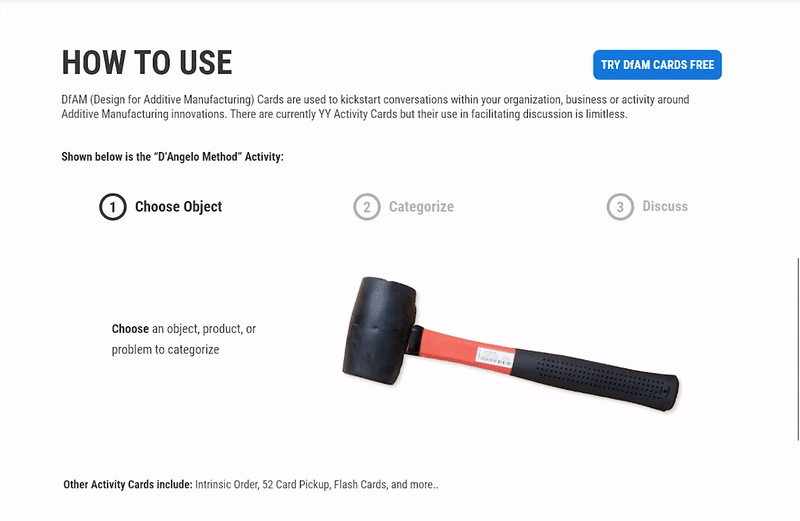 HOW TO USE
TRY DfAM CARDS FREE
DfAM (Design for Additive Manufacturing) Cards are used to kickstart conversations within your organization, business or activity around
Additive Manufacturing innovations. There are currently YY Activity Cards but their use in facilitating discussion is limitless.
Shown below is the “D’Angelo Method” Activity:
1 Choose Object
2 Categorize
3 Discuss
Choose an object, product, or
problem to categorize
Other Activity Cards include: Intrinsic Order, 52 Card Pickup, Flash Cards, and more..